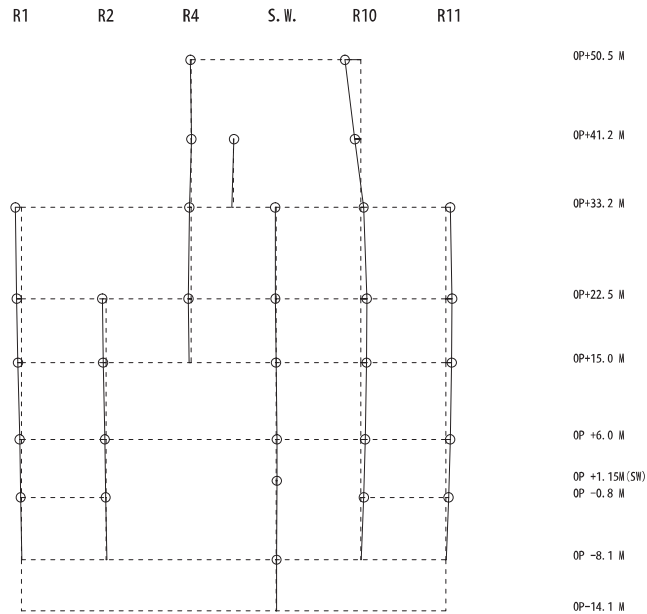 R1 R2 R4 S.W. R10 R11
OP+50.5 M
OP+41.2 M
OP+33.2 M
OP+22.5 M
OP+15.0 M
OP +6.0 M
OP +1.15M(SW)
OP -0.8 M
OP -8.1 M
OP-14.1 M